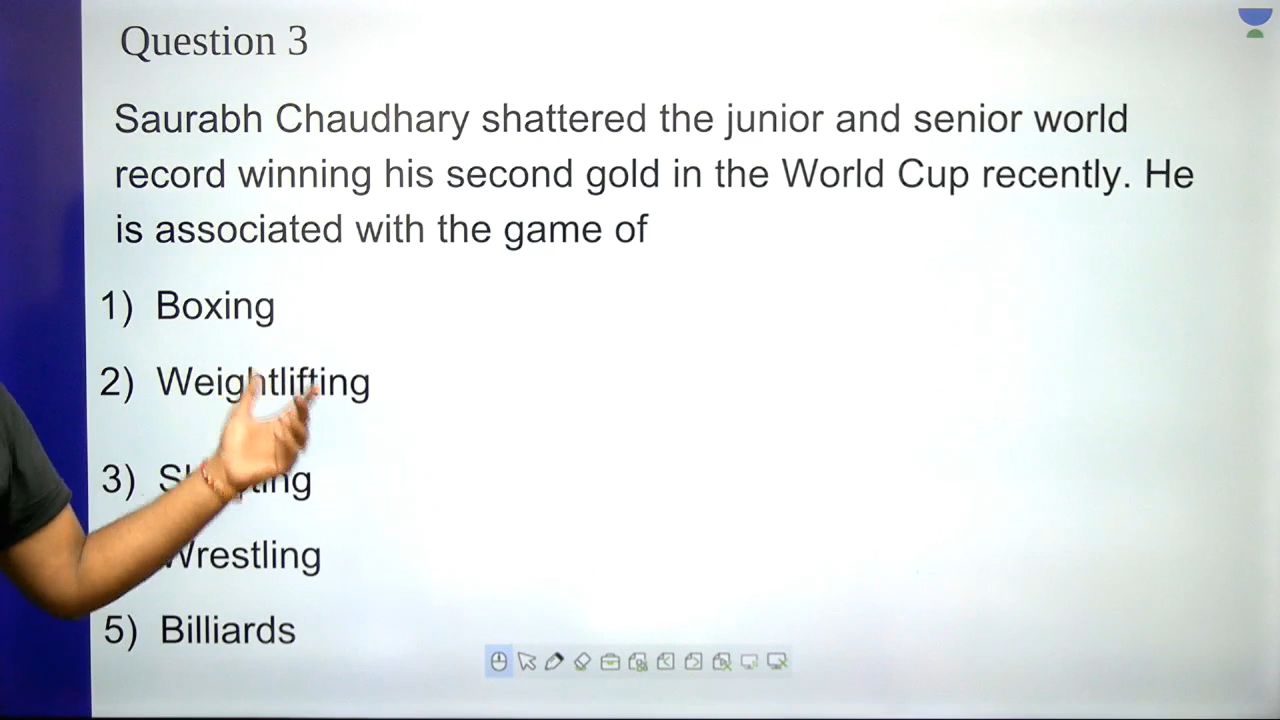 Question 3
Saurabh Chaudhary shattered the junior and senior world
record winning his second gold in the World Cup recently. He
is associated with the game of
1) Boxing
2) Weightlifting
3)
Wrestling
5) Billiards